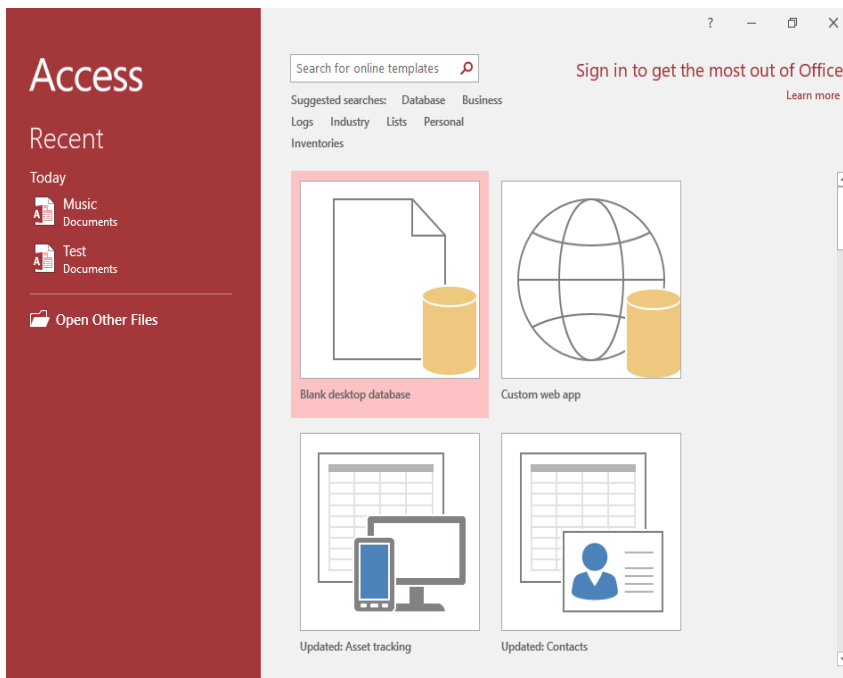 Access
Recent
Today
Music
Documents
Test
Documents
Open Other Files
?
Search for online templates
Sign in to get the most out of Office
Learn more
Suggested searches: Database Business
Logs Industry Lists Personal
Inventories
Blank desktop database
Custom web app
Updated: Asset tracking
Updated: Contacts